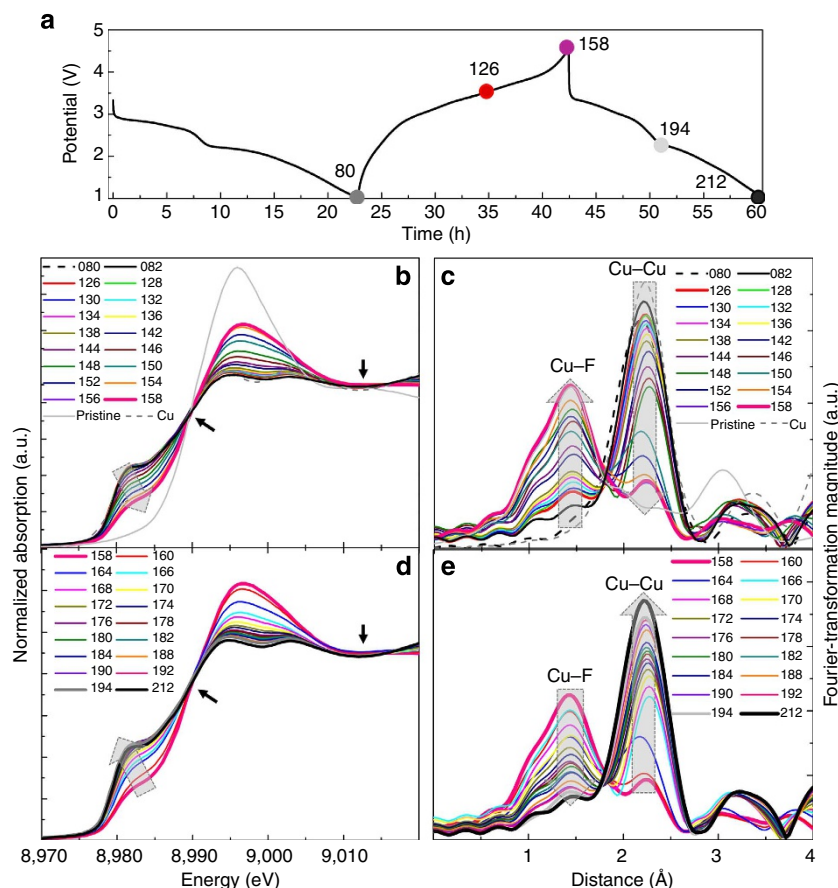 a
5
4
3
2
1
Potential (V)
158
126
194
80
212
0 5 10 15 20 25 30 35 40 45 50 55 60
Time (h)
b
080 082
126 128
130 132
134 136
138 142
144 146
148 150
152 154
156 158
Pristine Cu
c
Cu–Cu
Cu–F
080 082
126 128
130 132
134 136
138 142
144 146
148 150
152 154
156 158
Pristine Cu
Normalized absorption (a.u.)
Fourier-transformation magnitude (a.u.)
d
158 160
164 166
168 170
172 174
176 178
180 182
184 188
190 192
194 212
e
Cu–Cu
Cu–F
158 160
164 166
168 170
172 174
176 178
180 182
184 188
190 192
194 212
8,970 8,980 8,990 9,000 9,010
Energy (eV)
0 1 2 3 4
Distance (Å)